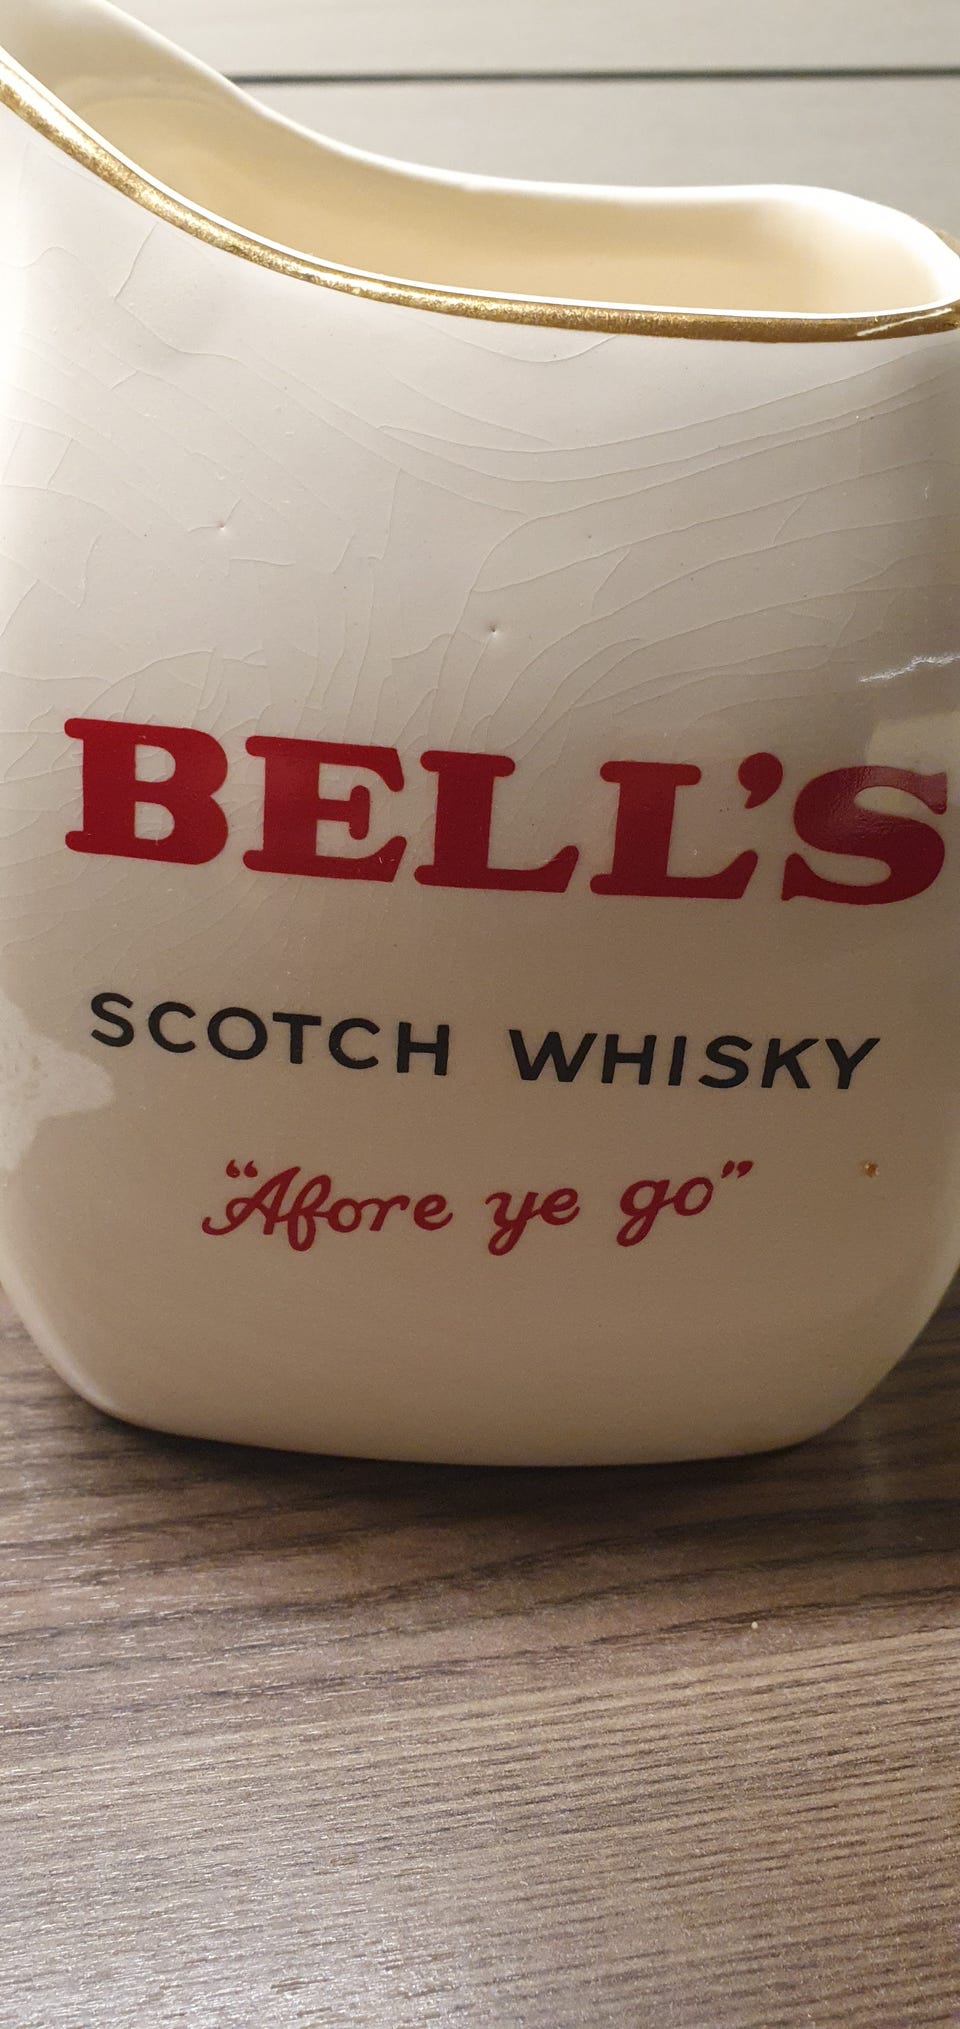 BELL'S
SCOTCH WHISKY
"Afore ye go"